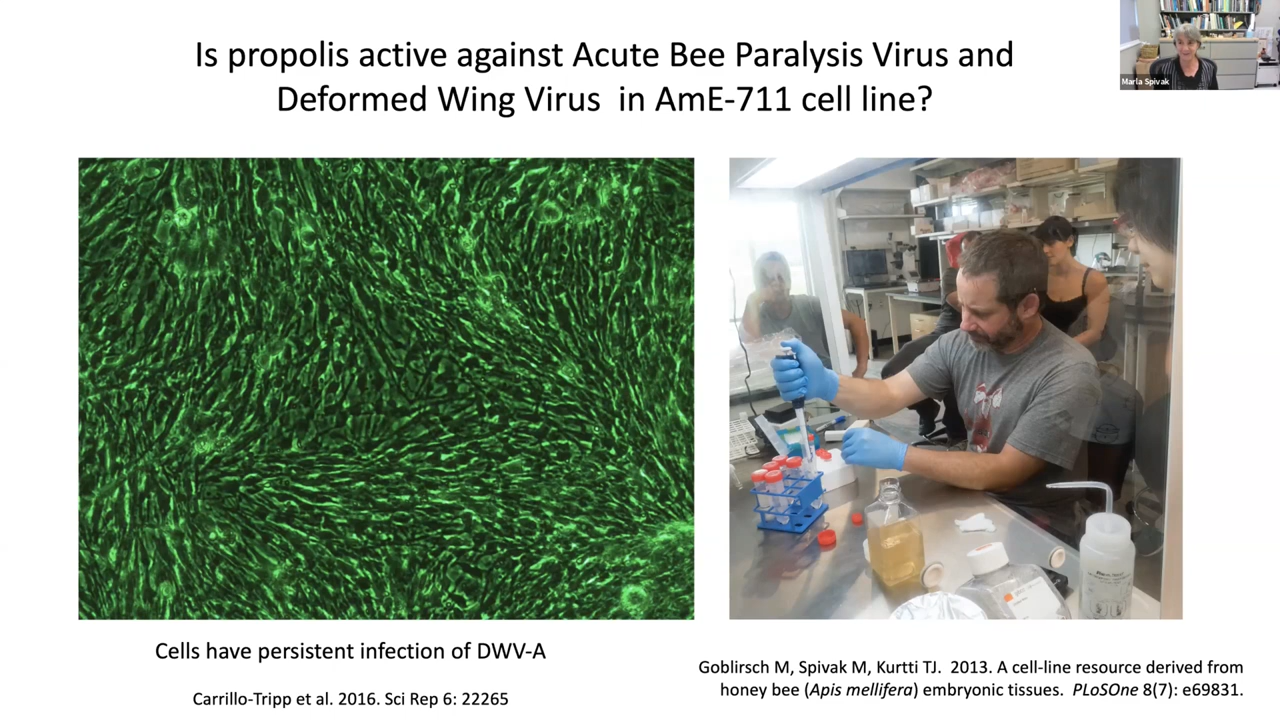 Is propolis active against Acute Bee Paralysis Virus and
Deformed Wing Virus in AmE-711 cell line?
Marla Spivak
Cells have persistent infection of DWV-A
Carrillo-Tripp et al. 2016. Sci Rep 6: 22265
Goblirsch M, Spivak M, Kurtti TJ. 2013. A cell-line resource derived from
honey bee (Apis mellifera) embryonic tissues. PLoSOne 8(7): e69831.